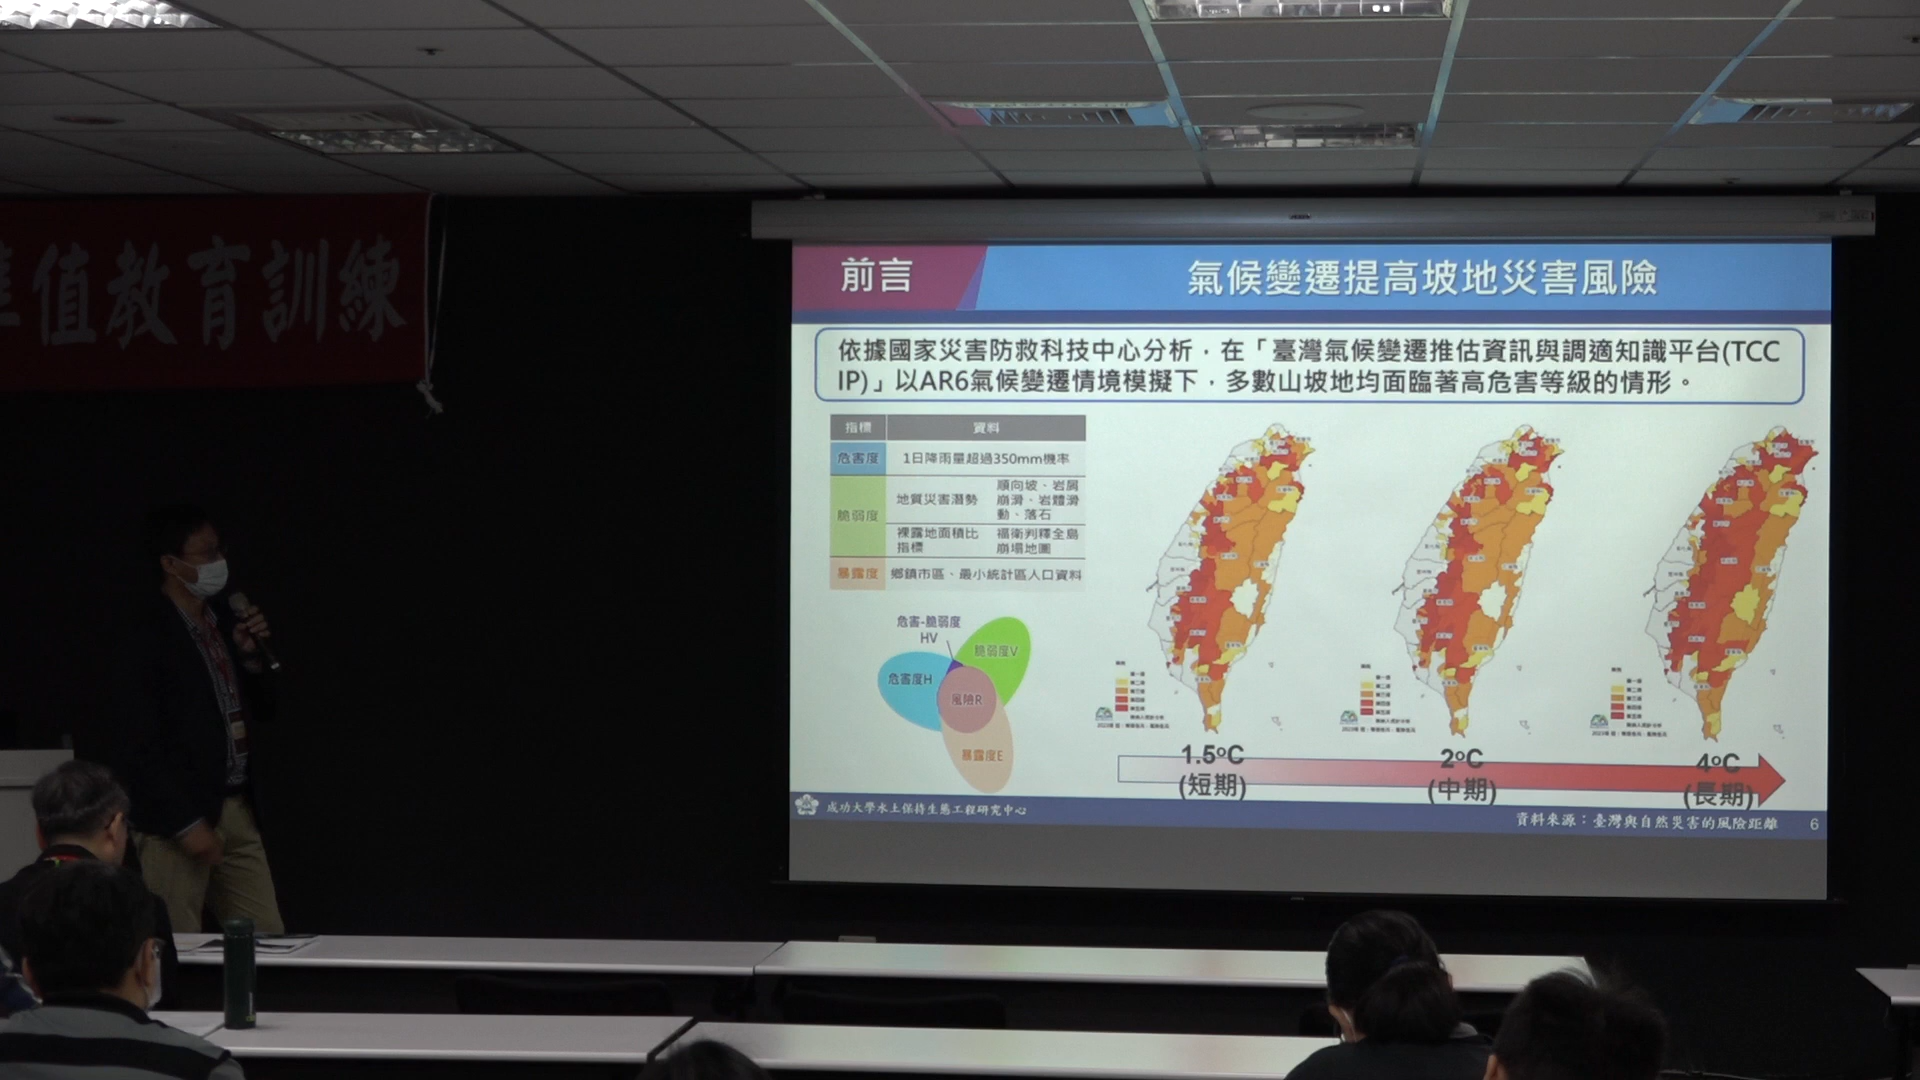 值教育訓練
前言
氣候變遷提高坡地災害風險
依據國家災害防救科技中心分析，在「臺灣氣候變遷推估資訊與調適知識平台(TCC
IP)」以AR6氣候變遷情境模擬下，多數山坡地均面臨著高危害等級的情形。
指標 資料
危害度 1日降雨量超過350mm機率
脆弱度
地質災害潛勢
順向坡、岩屑
崩滑、岩體滑
動、落石
裸露地面積比
指標
福衛判釋全島
崩塌地圖
暴露度 鄉鎮市區、最小統計區人口資料
危害-脆弱度
HV
脆弱度V
危害度H
風險R
暴露度E
1.5°C
(短期)
2°C
(中期)
4°C
(長期)
成功大學水土保持生態工程研究中心
資料來源：臺灣與自然災害的風險距離 6